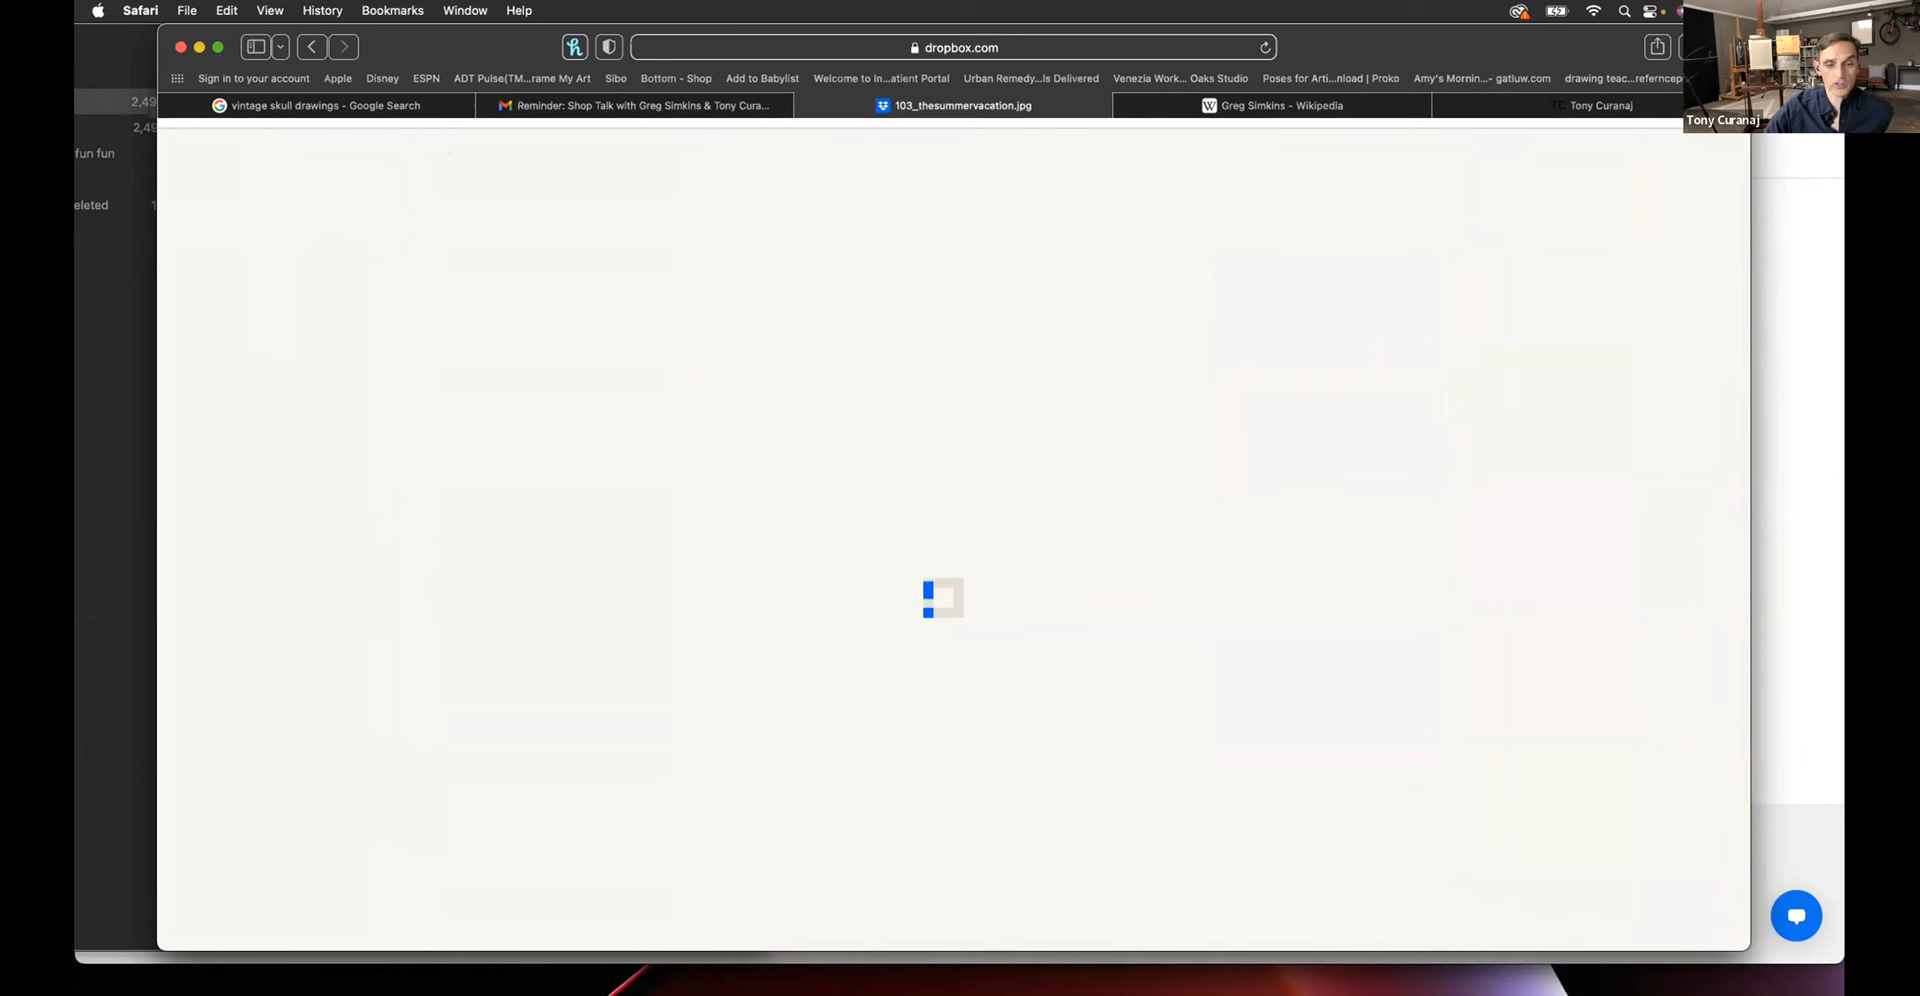 Safari File Edit View History Bookmarks Window Help
dropbox.com
Sign in to your account Apple Disney ESPN ADT Pulse(TM...rame My Art Sibo Bottom - Shop Add to Babylist Welcome to In...atient Portal Urban Remedy...ls Delivered Venezia Work... Oaks Studio Poses for Arti...nload | Proko Amy's Mornin...- gatluw.com drawing teac...referncep
vintage skull drawings - Google Search Reminder: Shop Talk with Greg Simkins & Tony Cura... 103_thesummervacation.jpg W Greg Simkins - Wikipedia TC Tony Curanaj
Tony Curanaj
2,49
2,49
fun fun
eleted 1